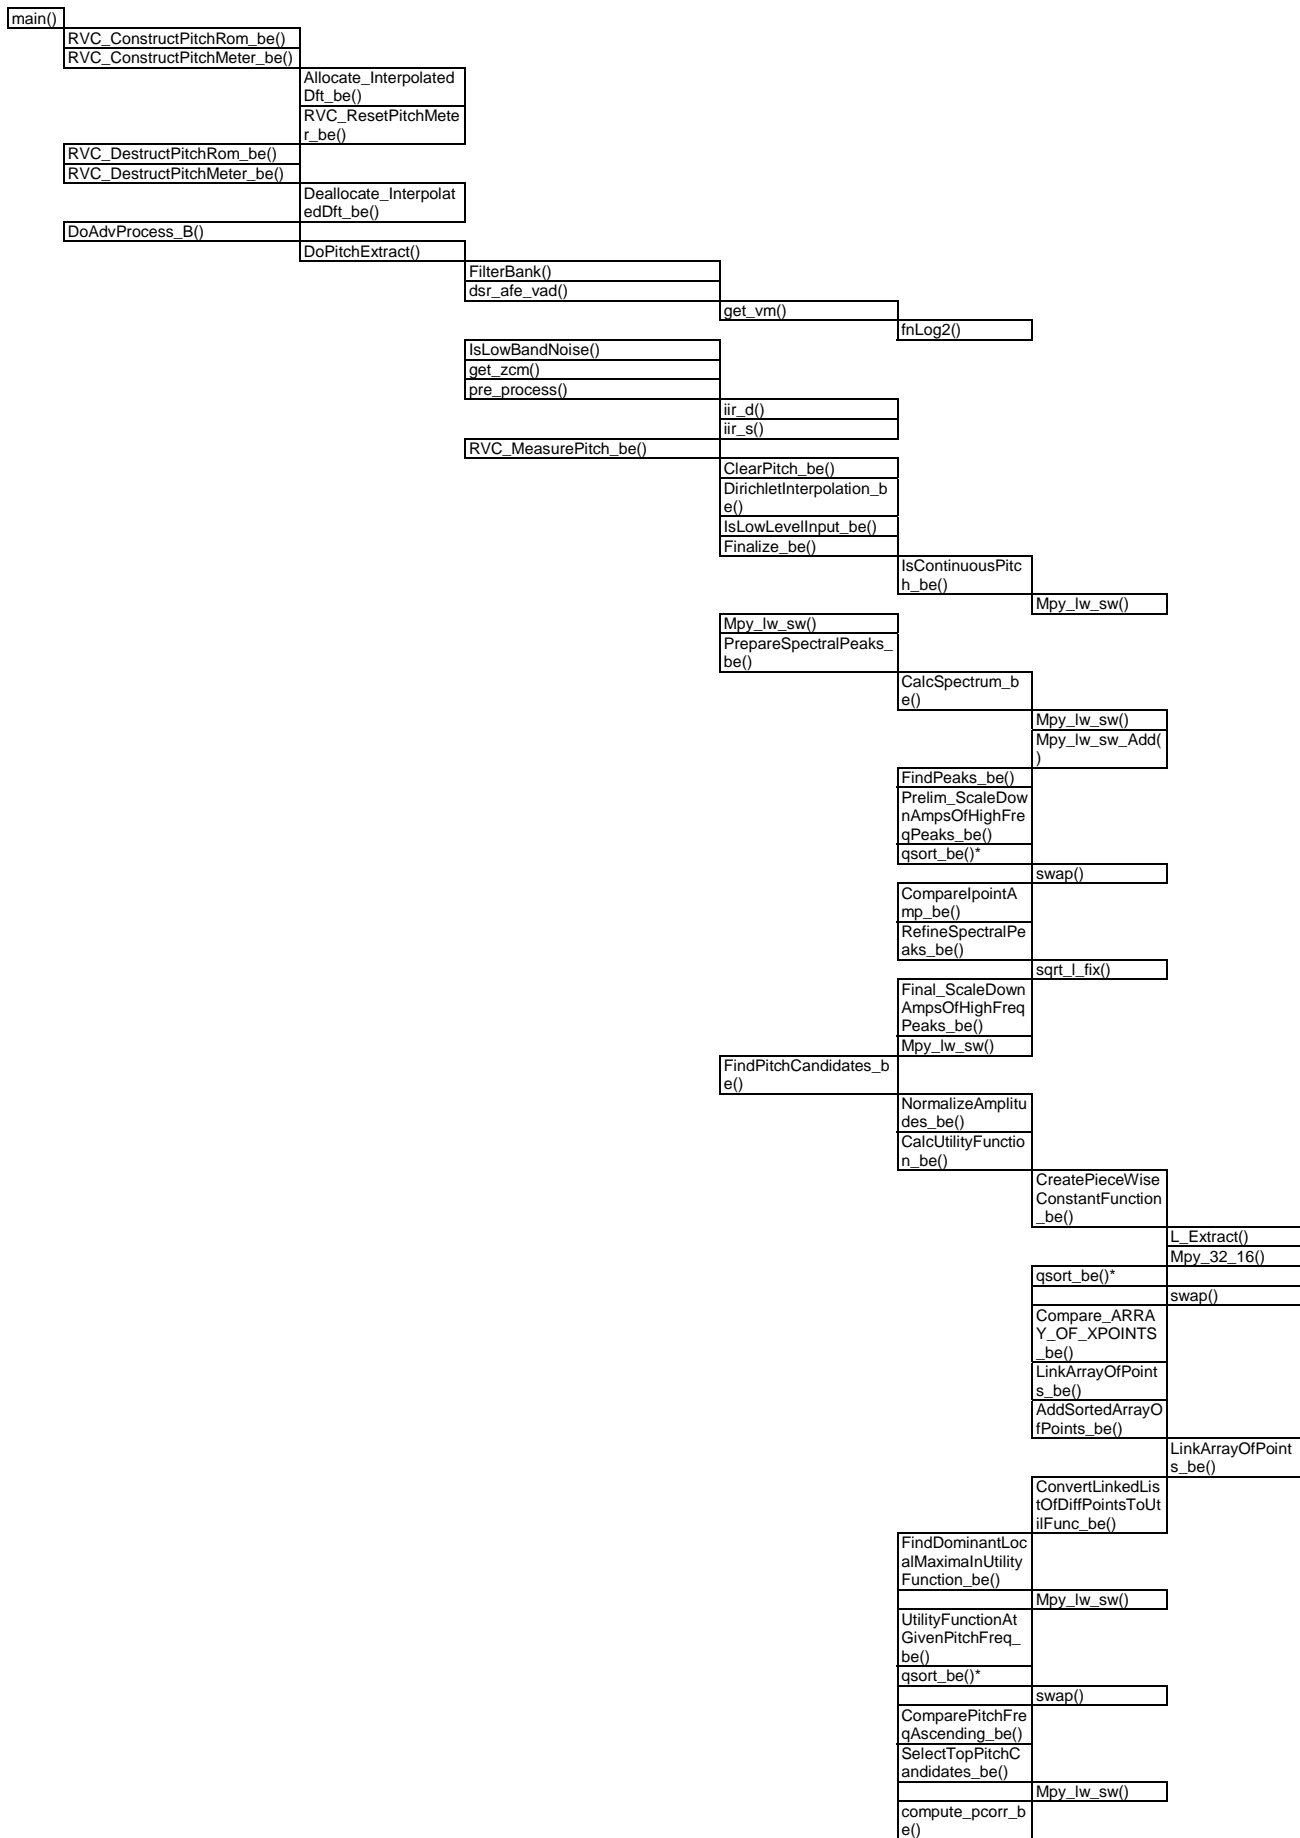 main()
RVC_ConstructPitchRom_be()
RVC_ConstructPitchMeter_be()
Allocate_Interpolated
Dft_be()
RVC_ResetPitchMete
r_be()
RVC_DestructPitchRom_be()
RVC_DestructPitchMeter_be()
Deallocate_Interpolat
edDft_be()
DoAdvProcess_B()
DoPitchExtract()
FilterBank()
dsr_afe_vad()
get_vm()
fnLog2()
IsLowBandNoise()
get_zcm()
pre_process()
iir_d()
iir_s()
RVC_MeasurePitch_be()
ClearPitch_be()
DirichletInterpolation_b
e()
IsLowLevelInput_be()
Finalize_be()
IsContinuousPitc
h_be()
Mpy_lw_sw()
Mpy_lw_sw()
PrepareSpectralPeaks_
be()
CalcSpectrum_b
e()
Mpy_lw_sw()
Mpy_lw_sw_Add(
)
FindPeaks_be()
Prelim_ScaleDow
nAmpsOfHighFre
qPeaks_be()
qsort_be()*
swap()
CompareIpointA
mp_be()
RefineSpectralPe
aks_be()
sqrt_l_fix()
Final_ScaleDown
AmpsOfHighFreq
Peaks_be()
Mpy_lw_sw()
FindPitchCandidates_b
e()
NormalizeAmplitu
des_be()
CalcUtilityFunctio
n_be()
CreatePieceWise
ConstantFunction
_be()
L_Extract()
Mpy_32_16()
qsort_be()*
swap()
Compare_ARRA
Y_OF_XPOINTS
_be()
LinkArrayOfPoint
s_be()
AddSortedArrayO
fPoints_be()
LinkArrayOfPoint
s_be()
ConvertLinkedLis
tOfDiffPointsToUt
ilFunc_be()
FindDominantLoc
alMaximaInUtility
Function_be()
Mpy_lw_sw()
UtilityFunctionAt
GivenPitchFreq_
be()
qsort_be()*
swap()
ComparePitchFre
qAscending_be()
SelectTopPitchC
andidates_be()
Mpy_lw_sw()
compute_pcorr_b
e()